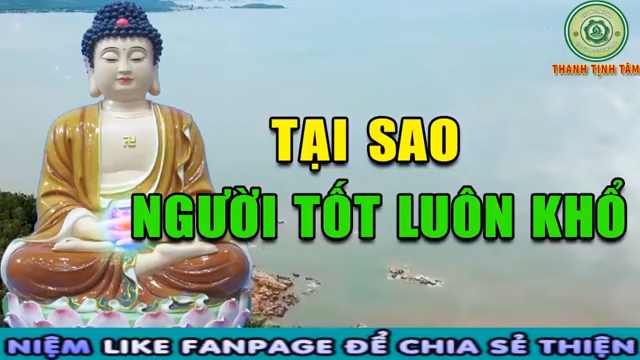 THANH TỊNH TÂM
TẠI SAO
NGƯỜI TỐT LUÔN KHỔ
NIỆM LIKE FANPAGE ĐỂ CHIA SẺ THIỆN